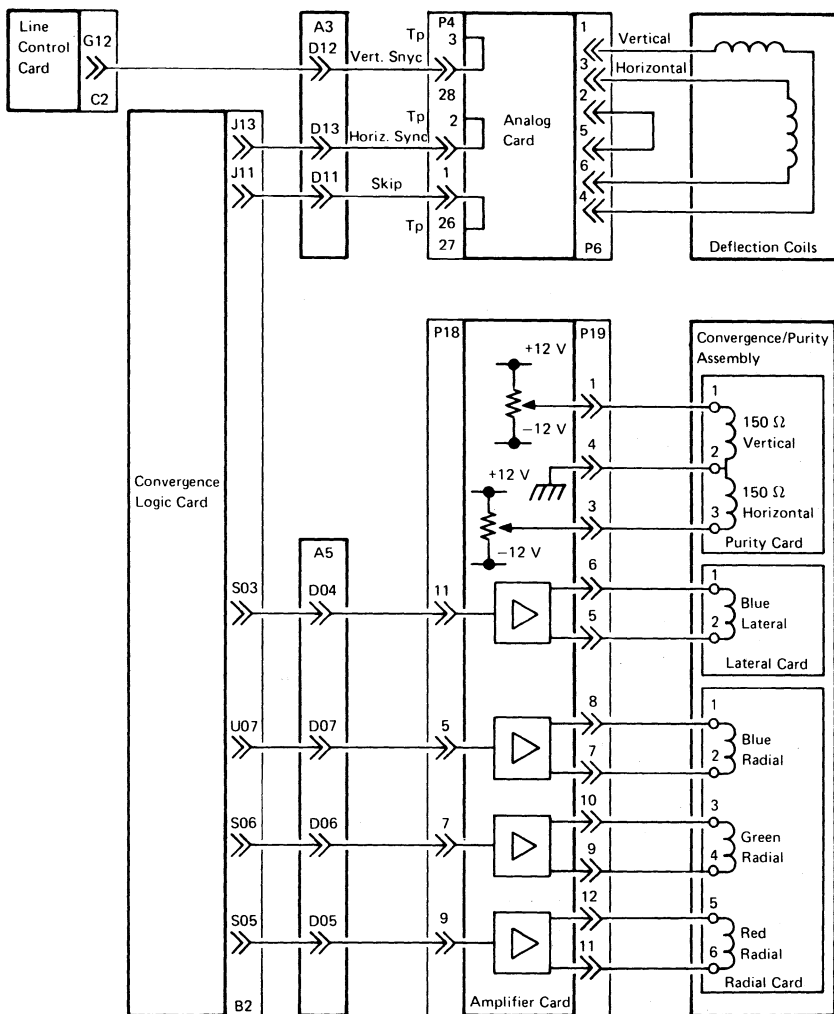 Line
Control
Card
G12
C2
A3
D12
Vert. Snyc
Tp
P4
3
28
J13
D13
Horiz. Sync
Tp
2
J11
D11
Skip
1
Tp
26
27
Analog
Card
1
Vertical
3
Horizontal
2
5
6
4
P6
Deflection Coils
Convergence
Logic Card
P18
P19
+12 V
−12 V
1
4
+12 V
−12 V
3
Convergence/Purity
Assembly
1
150 Ω
Vertical
2
150 Ω
3
Horizontal
Purity Card
A5
S03
D04
11
6
5
1
Blue
2
Lateral
Lateral Card
U07
D07
5
8
7
1
Blue
2
Radial
S06
D06
7
10
9
3
Green
4
Radial
S05
D05
9
12
11
5
Red
6
Radial
Radial Card
B2
Amplifier Card